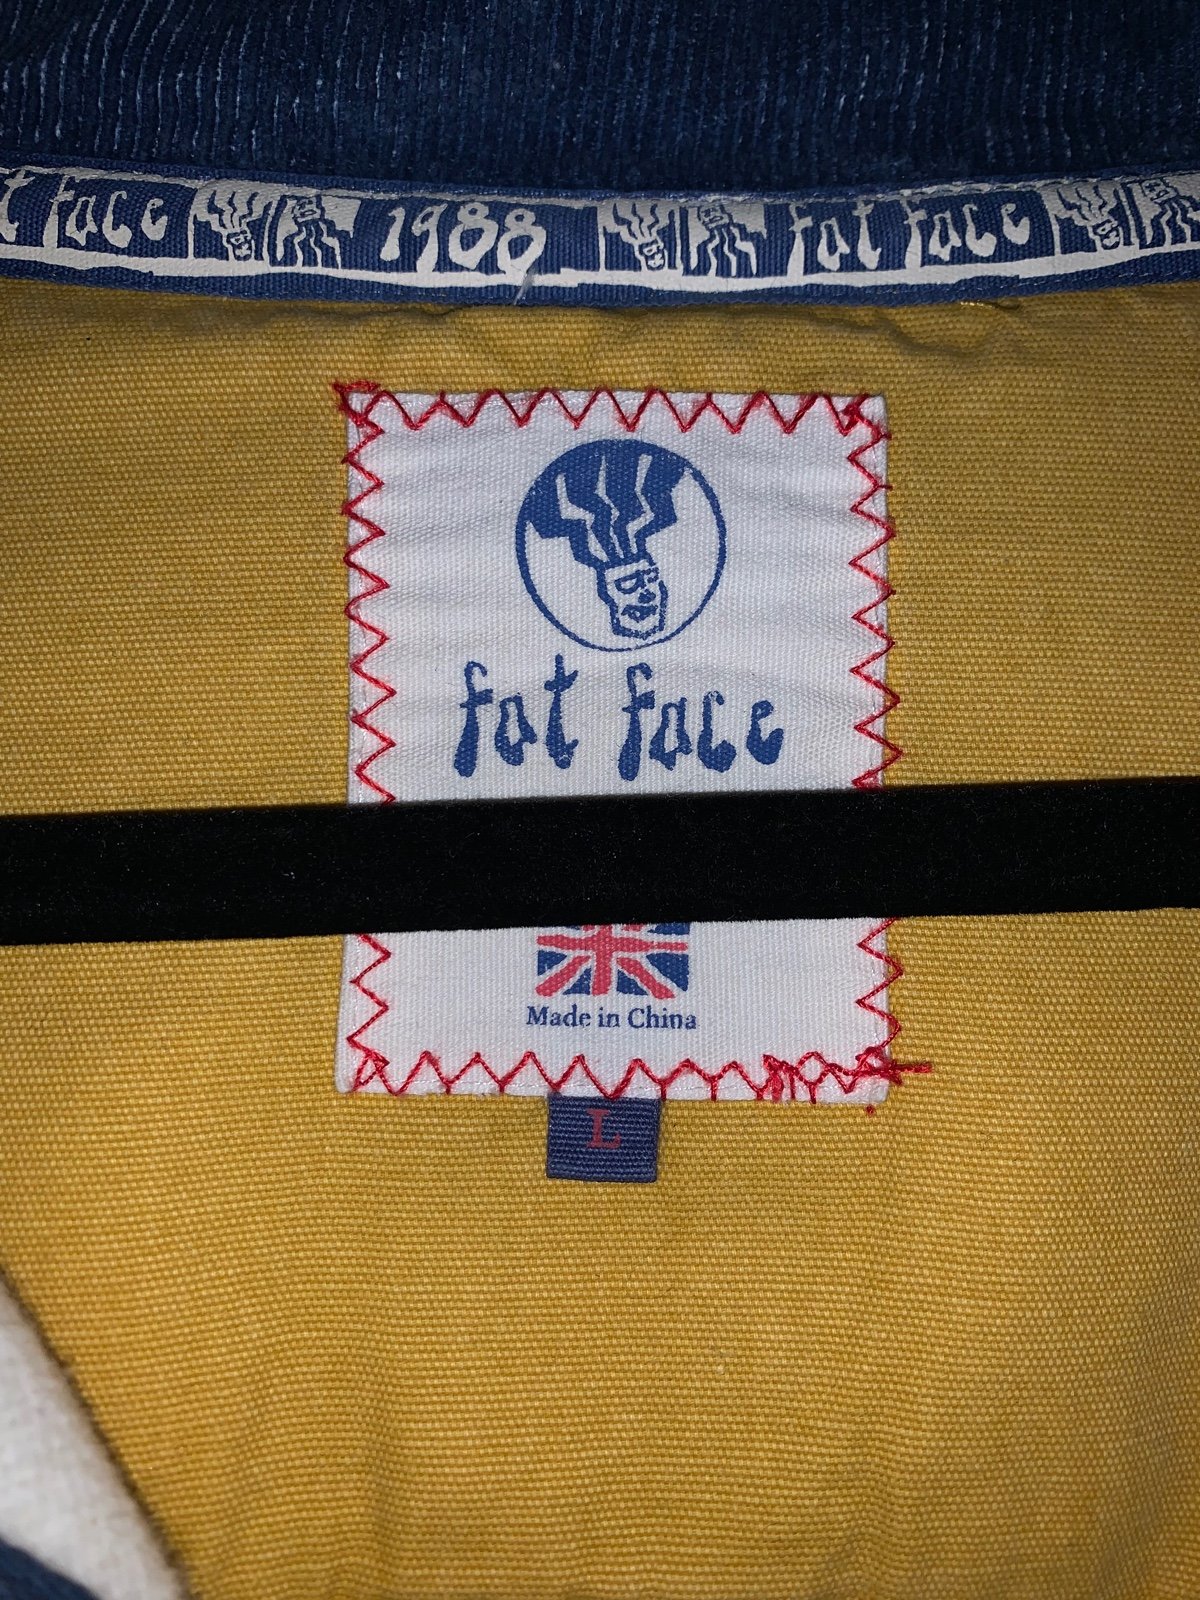 fat face 1988 fat face
fat face
Made in China
L